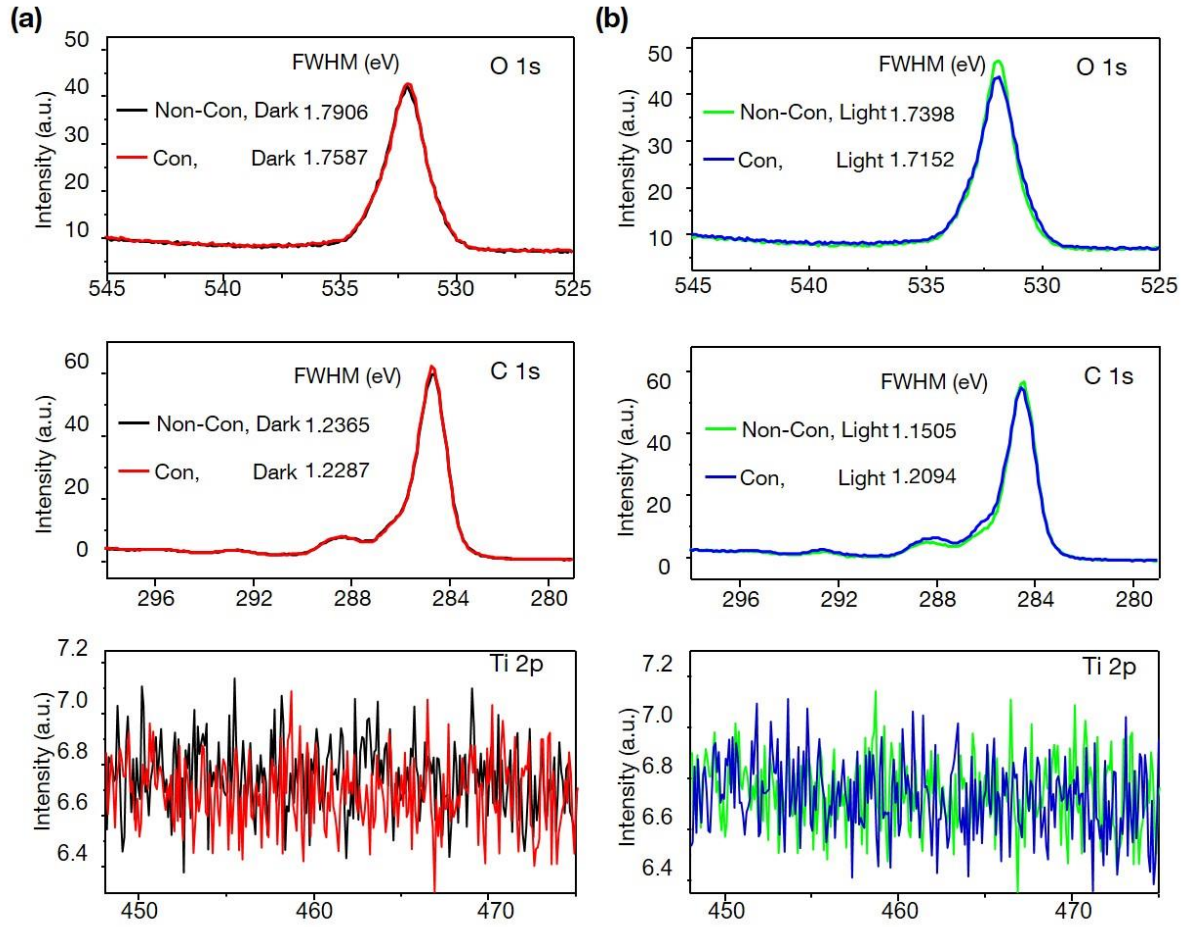 (a)
50
40
30
20
10
Intensity (a.u.)
FWHM (eV)
O 1s
Non-Con, Dark 1.7906
Con, Dark 1.7587
545 540 535 530 525
60
40
20
0
Intensity (a.u.)
FWHM (eV)
C 1s
Non-Con, Dark 1.2365
Con, Dark 1.2287
296 292 288 284 280
7.2
7.0
6.8
6.6
6.4
Intensity (a.u.)
Ti 2p
450 460 470
(b)
50
40
30
20
10
Intensity (a.u.)
FWHM (eV)
O 1s
Non-Con, Light 1.7398
Con, Light 1.7152
545 540 535 530 525
60
40
20
0
Intensity (a.u.)
FWHM (eV)
C 1s
Non-Con, Light 1.1505
Con, Light 1.2094
296 292 288 284 280
7.2
7.0
6.8
6.6
6.4
Intensity (a.u.)
Ti 2p
450 460 470